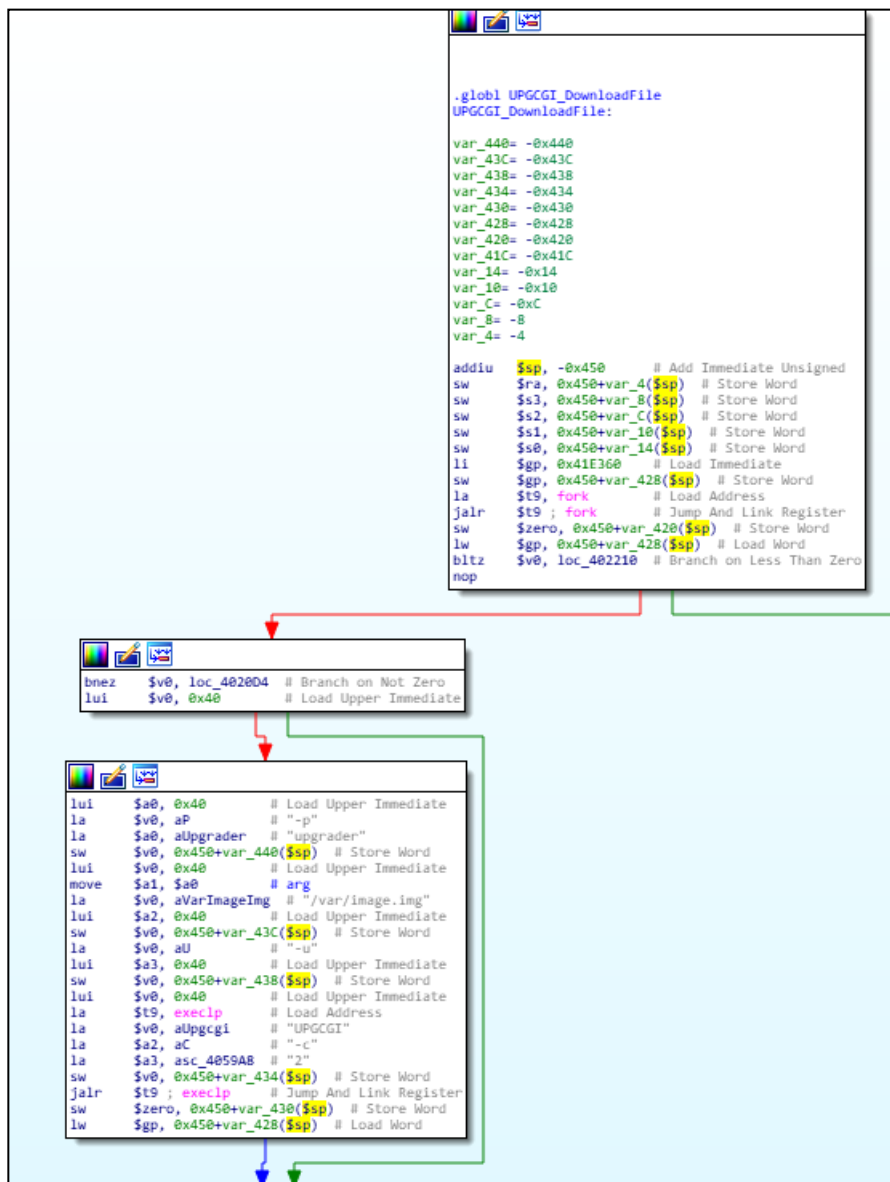 .globl UPGCGI_DownloadFile
UPGCGI_DownloadFile:
var_440= -0x440
var_43C= -0x43C
var_438= -0x438
var_434= -0x434
var_430= -0x430
var_428= -0x428
var_420= -0x420
var_41C= -0x41C
var_14= -0x14
var_10= -0x10
var_C= -0xC
var_8= -8
var_4= -4
addiu $sp, -0x450 # Add Immediate Unsigned
sw $ra, 0x450+var_4($sp) # Store Word
sw $s3, 0x450+var_8($sp) # Store Word
sw $s2, 0x450+var_C($sp) # Store Word
sw $s1, 0x450+var_10($sp) # Store Word
sw $s0, 0x450+var_14($sp) # Store Word
li $gp, 0x41E360 # Load Immediate
sw $gp, 0x450+var_428($sp) # Store Word
la $t9, fork # Load Address
jalr $t9 ; fork # Jump And Link Register
sw $zero, 0x450+var_420($sp) # Store Word
lw $gp, 0x450+var_428($sp) # Load Word
bltz $v0, loc_402210 # Branch on Less Than Zero
nop
bnez $v0, loc_4020D4 # Branch on Not Zero
lui $v0, 0x40 # Load Upper Immediate
lui $a0, 0x40 # Load Upper Immediate
la $v0, aP # "-p"
la $a0, aUpgrader # "upgrader"
sw $v0, 0x450+var_440($sp) # Store Word
lui $v0, 0x40 # Load Upper Immediate
move $a1, $a0 # arg
la $v0, aVarImageImg # "/var/image.img"
lui $a2, 0x40 # Load Upper Immediate
sw $v0, 0x450+var_43C($sp) # Store Word
la $v0, aU # "-u"
lui $a3, 0x40 # Load Upper Immediate
sw $v0, 0x450+var_438($sp) # Store Word
lui $v0, 0x40 # Load Upper Immediate
la $t9, execlp # Load Address
la $v0, aUpgcgi # "UPGCGI"
la $a2, aC # "-c"
la $a3, asc_4059A8 # "2"
sw $v0, 0x450+var_434($sp) # Store Word
jalr $t9 ; execlp # Jump And Link Register
sw $zero, 0x450+var_430($sp) # Store Word
lw $gp, 0x450+var_428($sp) # Load Word